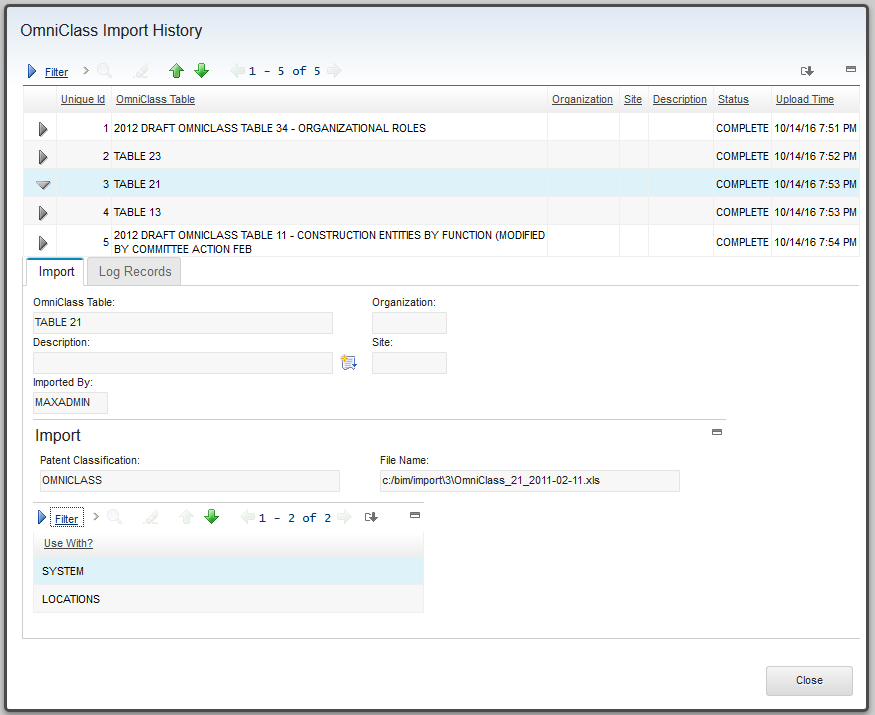 OmniClass Import History
Filter 1 - 5 of 5
Unique Id OmniClass Table Organization Site Description Status Upload Time
1 2012 DRAFT OMNICLASS TABLE 34 - ORGANIZATIONAL ROLES COMPLETE 10/14/16 7:51 PM
2 TABLE 23 COMPLETE 10/14/16 7:52 PM
3 TABLE 21 COMPLETE 10/14/16 7:53 PM
4 TABLE 13 COMPLETE 10/14/16 7:53 PM
5 2012 DRAFT OMNICLASS TABLE 11 - CONSTRUCTION ENTITIES BY FUNCTION (MODIFIED COMPLETE 10/14/16 7:54 PM
BY COMMITTEE ACTION FEB
Import Log Records
OmniClass Table: Organization:
TABLE 21
Description: Site:
Imported By:
MAXADMIN
Import
Patent Classification: File Name:
OMNICLASS c:/bim/import\3\OmniClass_21_2011-02-11.xls
Filter 1 - 2 of 2
Use With?
SYSTEM
LOCATIONS
Close